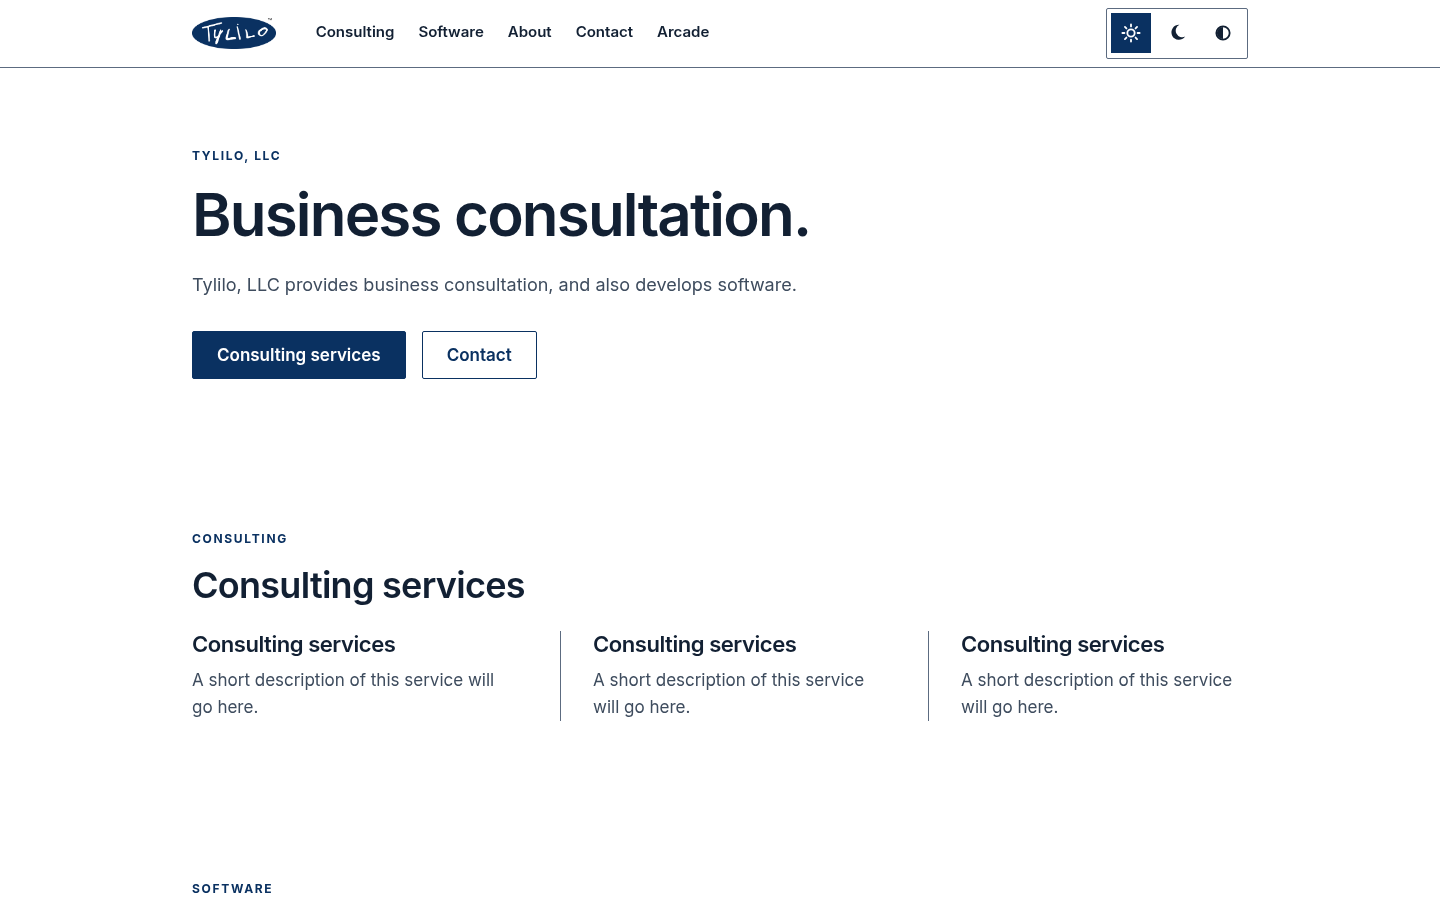 TYLILO
Consulting Software About Contact Arcade
TYLILO, LLC
Business consultation.
Tylilo, LLC provides business consultation, and also develops software.
Consulting services Contact
CONSULTING
Consulting services
Consulting services
A short description of this service will
go here.
Consulting services
A short description of this service
will go here.
Consulting services
A short description of this service
will go here.
SOFTWARE